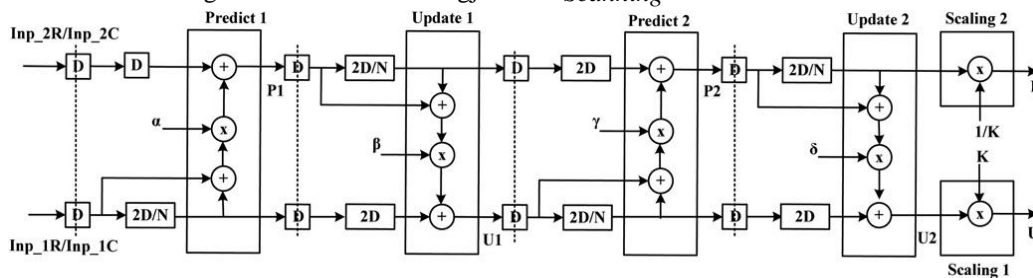 Scanning
Predict 1
Update 1
Predict 2
Update 2
Scaling 2
Inp_2R/Inp_2C
D
D
+
D
2D/N
D
2D
+
D
2D/N
x
P1
P2
+
+
1/K
α
x
β
x
γ
x
δ
x
K
+
+
D
2D/N
D
2D
+
D
2D/N
D
2D
+
x
Inp_1R/Inp_1C
U1
U2
Scaling 1